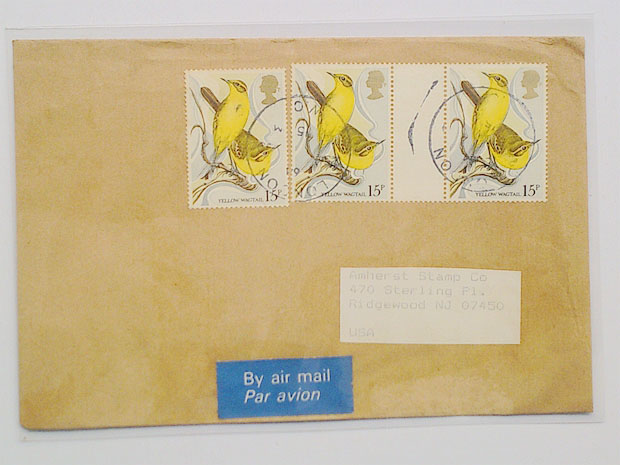 YELLOW WAGTAIL 15P
YELLOW WAGTAIL 15P
YELLOW WAGTAIL 15P
Amherst Stamp Co
470 Sterling Pl.
Ridgewood NJ 07450
USA
By air mail
Par avion